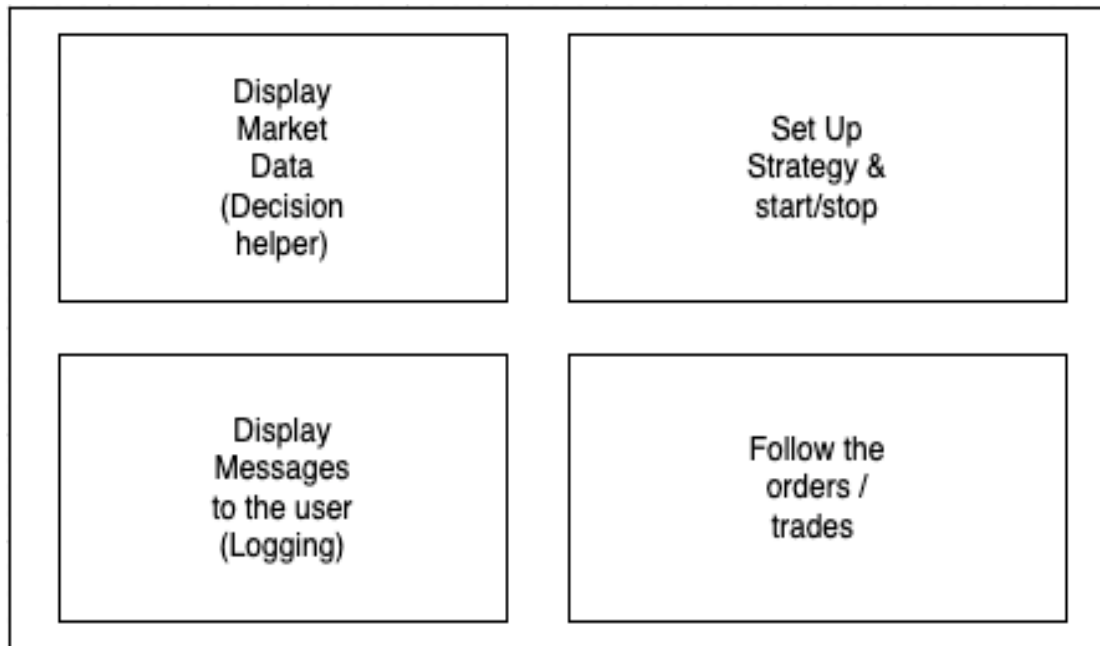 Display
Market
Data
(Decision
helper)
Set Up
Strategy &
start/stop
Display
Messages
to the user
(Logging)
Follow the
orders /
trades